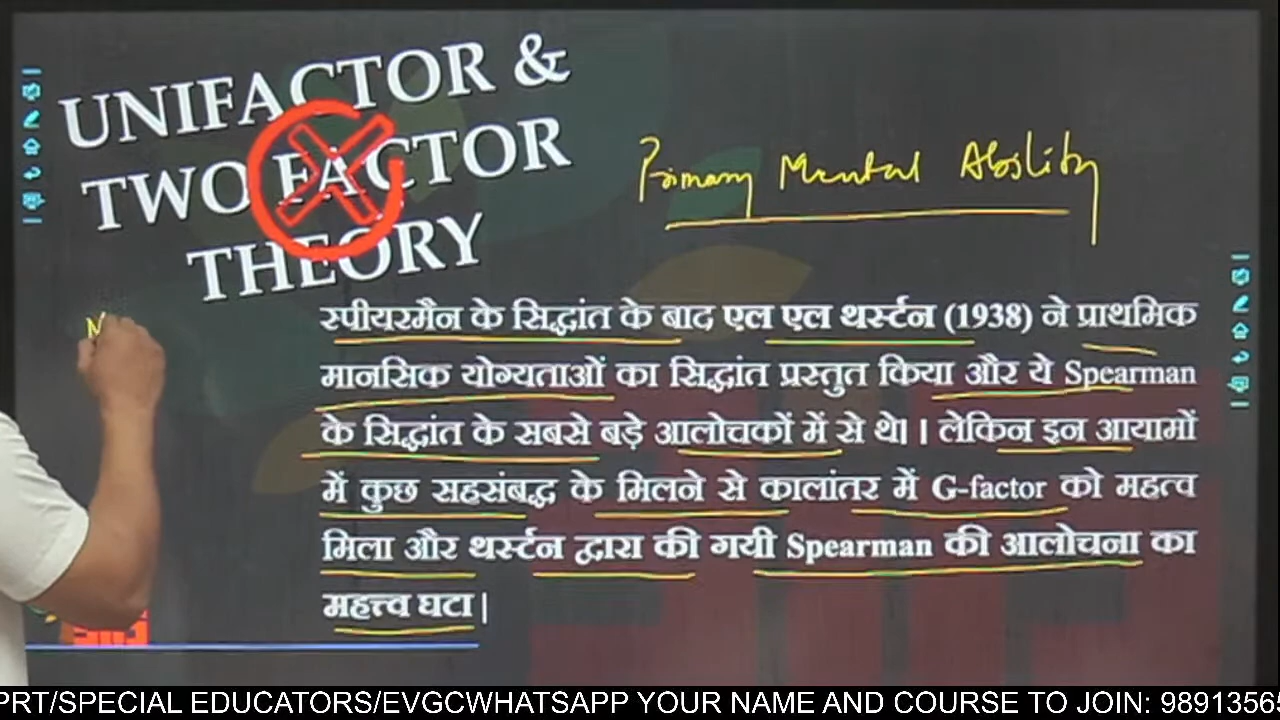 UNIFACTOR &
TWO FACTOR
THEORY
Primary Mental Ability
स्पीयरमैन के सिद्धांत के बाद एल एल थर्स्टन (1938) ने प्राथमिक
मानसिक योग्यताओं का सिद्धांत प्रस्तुत किया और ये Spearman
के सिद्धांत के सबसे बड़े आलोचकों में से थे। । लेकिन इन आयामों
में कुछ सहसंबद्ध के मिलने से कालांतर में G-factor को महत्व
मिला और थर्स्टन द्वारा की गयी Spearman की आलोचना का
महत्त्व घटा |
PRT/SPECIAL EDUCATORS/EVGCWHATSAPP YOUR NAME AND COURSE TO JOIN: 98913565